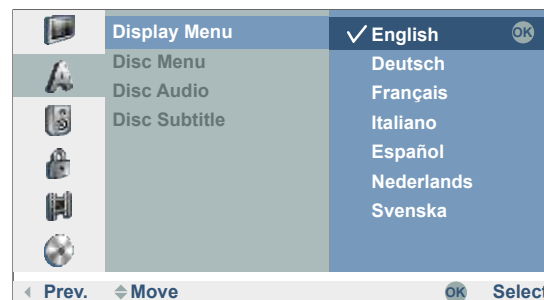 Display Menu
Disc Menu
Disc Audio
Disc Subtitle
✓ English OK
Deutsch
Français
Italiano
Español
Nederlands
Svenska
Prev. Move OK Select